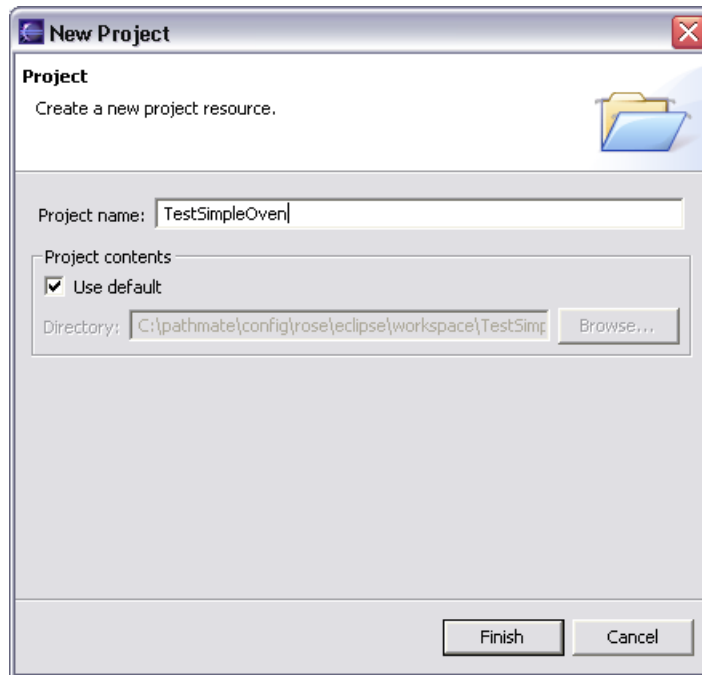 New Project
Project
Create a new project resource.
Project name: TestSimpleOven
Project contents
Use default
Directory: C:\pathmate\config\rose\eclipse\workspace\TestSimp Browse...
Finish Cancel